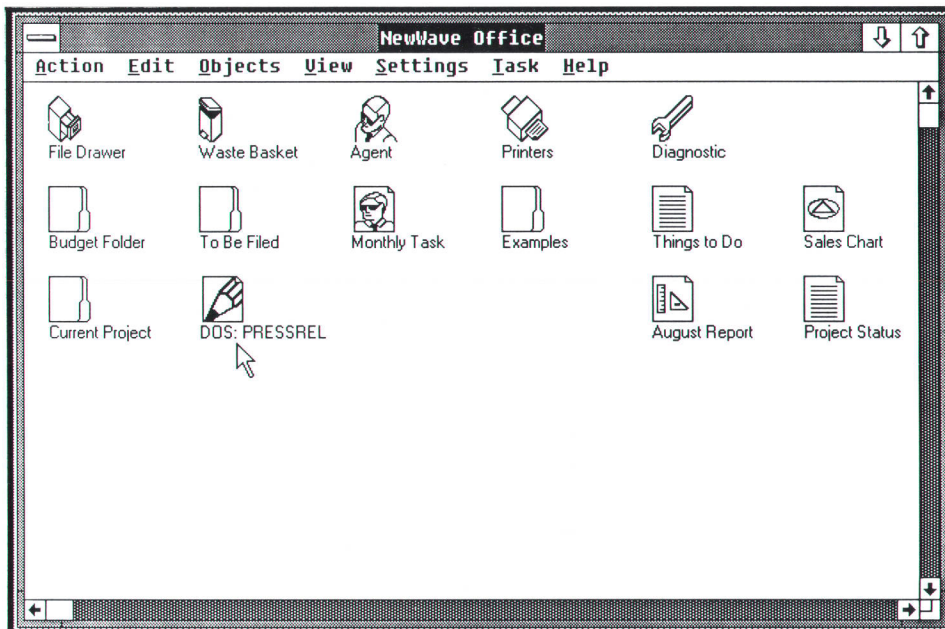 NewWave Office
Action Edit Objects View Settings Task Help
File Drawer Waste Basket Agent Printers Diagnostic
Budget Folder To Be Filed Monthly Task Examples Things to Do Sales Chart
Current Project DOS: PRESSREL August Report Project Status